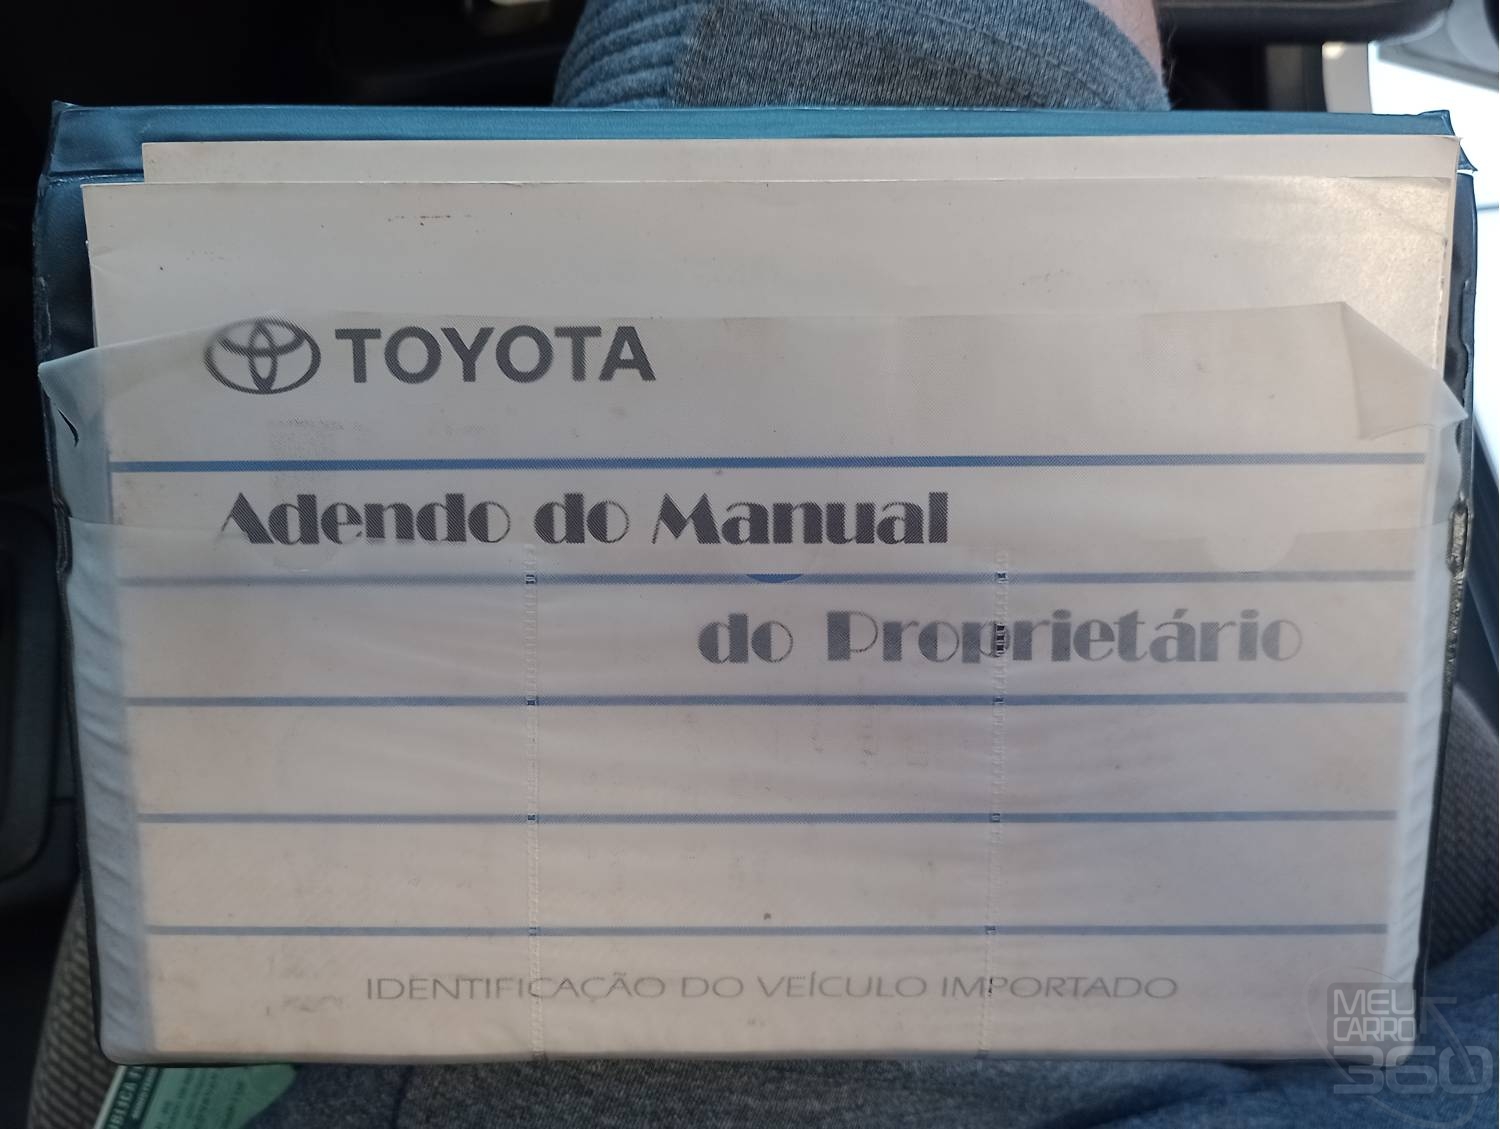 TOYOTA
Adendo do Manual
do Proprietário
IDENTIFICAÇÃO DO VEÍCULO IMPORTADO
MEU
CARRO
360